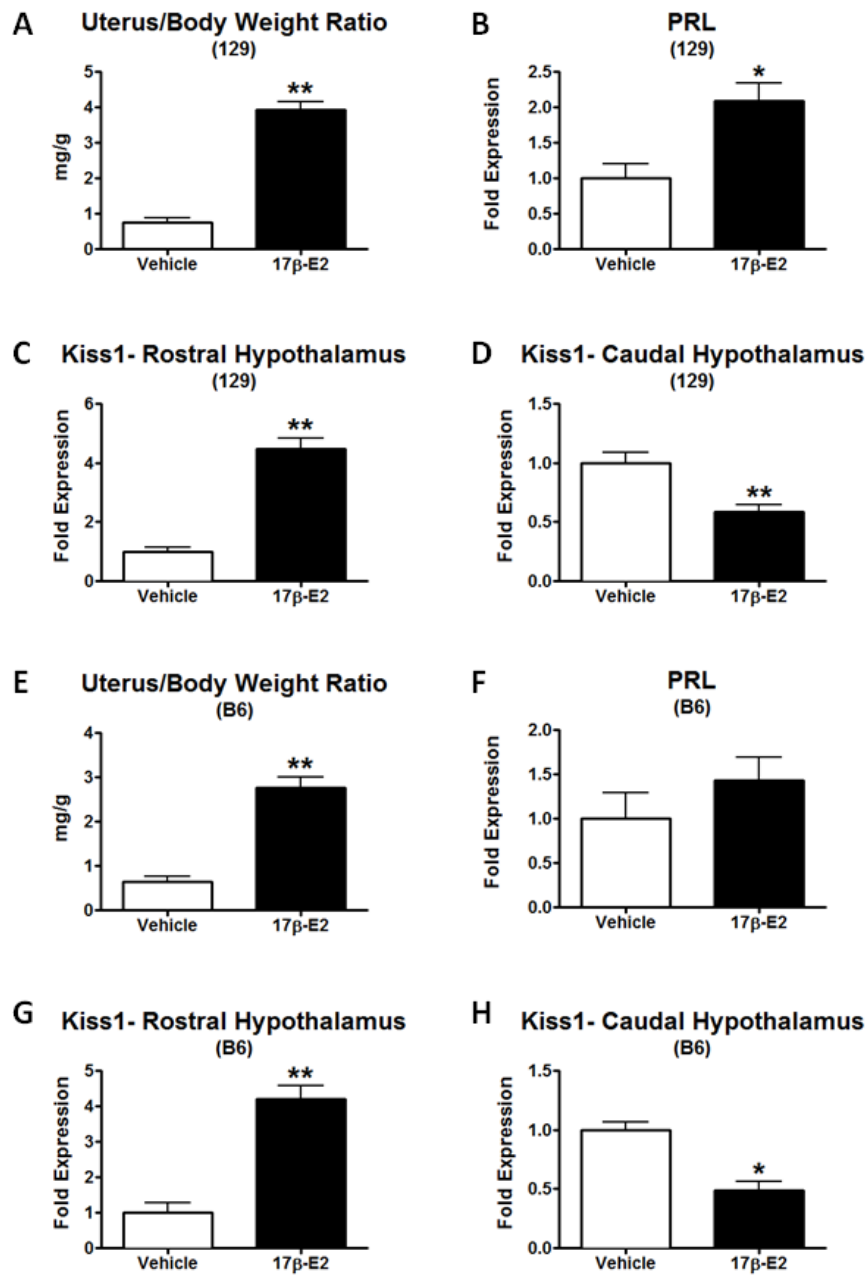 A
Uterus/Body Weight Ratio
(129)
mg/g
5
4
3
2
1
0
**
Vehicle
17β-E2
B
PRL
(129)
Fold Expression
2.5
2.0
1.5
1.0
0.5
0.0
*
Vehicle
17β-E2
C
Kiss1- Rostral Hypothalamus
(129)
Fold Expression
6
4
2
0
**
Vehicle
17β-E2
D
Kiss1- Caudal Hypothalamus
(129)
Fold Expression
1.5
1.0
0.5
0.0
**
Vehicle
17β-E2
E
Uterus/Body Weight Ratio
(B6)
mg/g
4
3
2
1
0
**
Vehicle
17β-E2
F
PRL
(B6)
Fold Expression
2.0
1.5
1.0
0.5
0.0
Vehicle
17β-E2
G
Kiss1- Rostral Hypothalamus
(B6)
Fold Expression
5
4
3
2
1
0
**
Vehicle
17β-E2
H
Kiss1- Caudal Hypothalamus
(B6)
Fold Expression
1.5
1.0
0.5
0.0
*
Vehicle
17β-E2